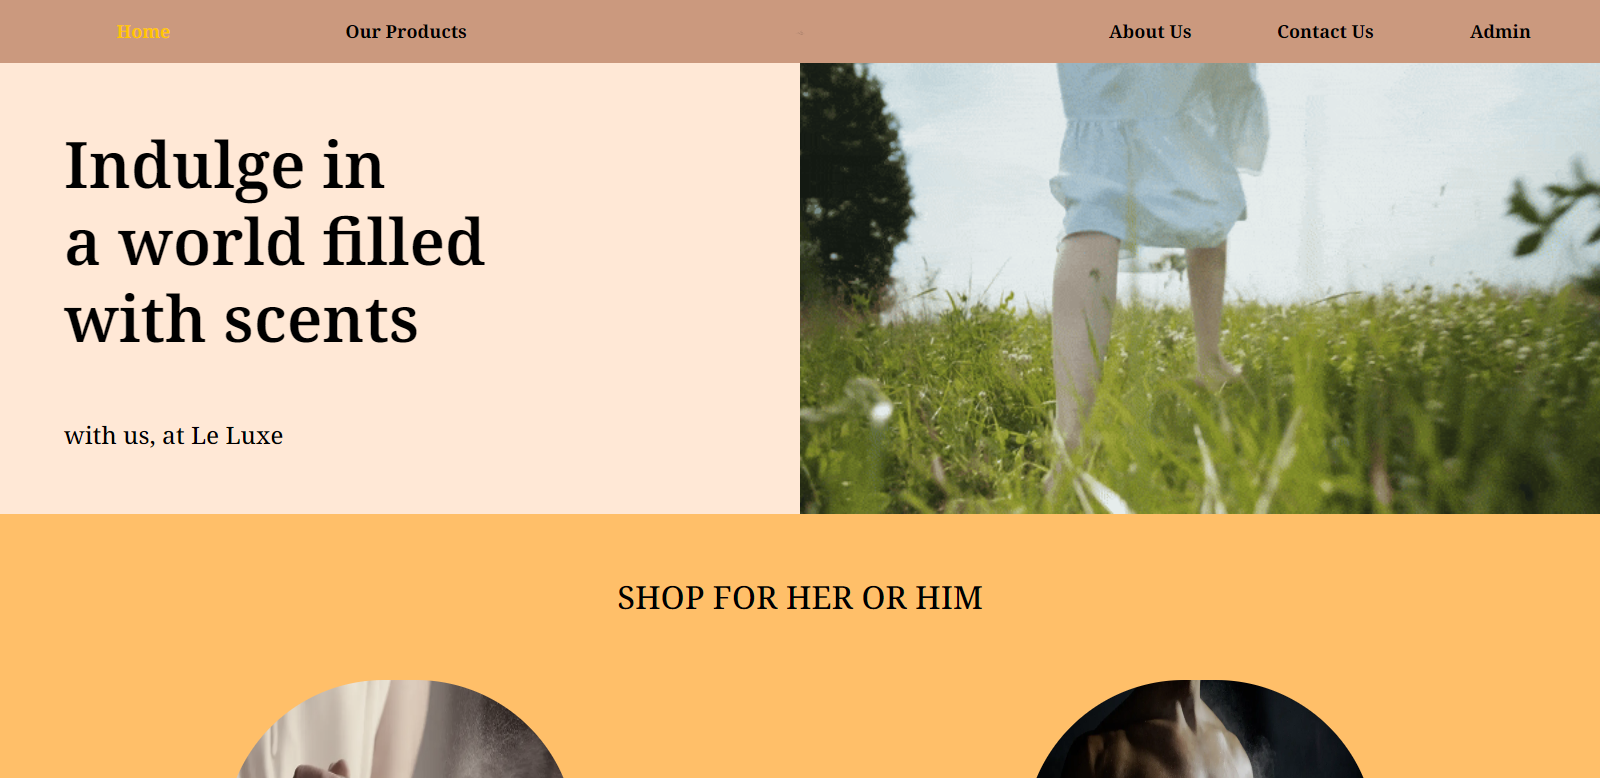 Home
Our Products
About Us
Contact Us
Admin
Indulge in
a world filled
with scents
with us, at Le Luxe
SHOP FOR HER OR HIM